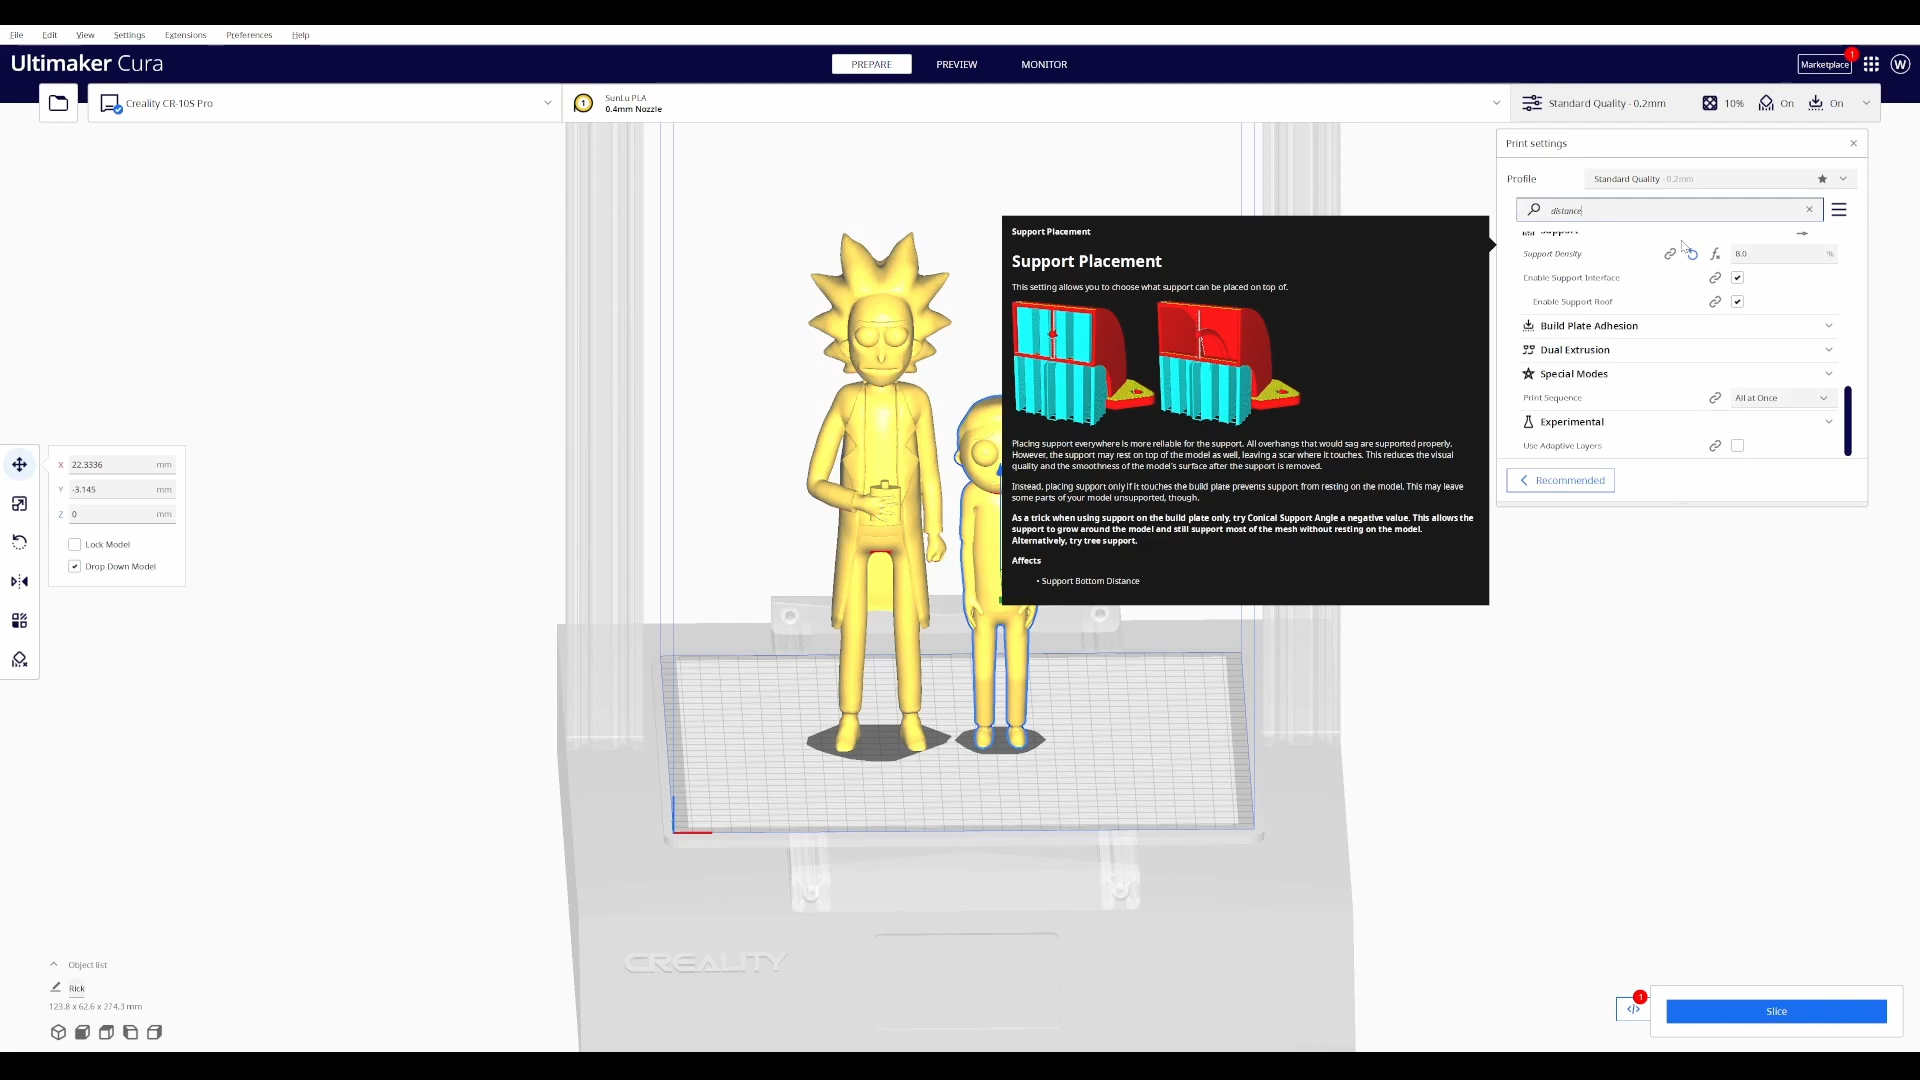 File Edit View Settings Extensions Preferences Help
Ultimaker Cura
PREPARE PREVIEW MONITOR
Marketplace 1 W
Creality CR-10S Pro
1 SunLu PLA
0.4mm Nozzle
Standard Quality - 0.2mm 10% On On
Print settings
Profile Standard Quality - 0.2mm
distance
Support
Support Density 8.0 %
Enable Support Interface
Enable Support Roof
Build Plate Adhesion
Dual Extrusion
Special Modes
Print Sequence All at Once
Experimental
Use Adaptive Layers
Recommended
Support Placement
Support Placement
This setting allows you to choose what support can be placed on top of.
Placing support everywhere is more reliable for the support. All overhangs that would sag are supported properly.
However, the support may rest on top of the model as well, leaving a scar where it touches. This reduces the visual
quality and the smoothness of the model's surface after the support is removed.
Instead, placing support only if it touches the build plate prevents support from resting on the model. This may leave
some parts of your model unsupported, though.
As a trick when using support on the build plate only, try Conical Support Angle a negative value. This allows the
support to grow around the model and still support most of the mesh without resting on the model.
Alternatively, try tree support.
Affects
• Support Bottom Distance
X 22.3336 mm
Y -3.145 mm
Z 0 mm
Lock Model
Drop Down Model
CREALITY
Object list
Rick
123.8 x 62.6 x 274.3 mm
1
Slice